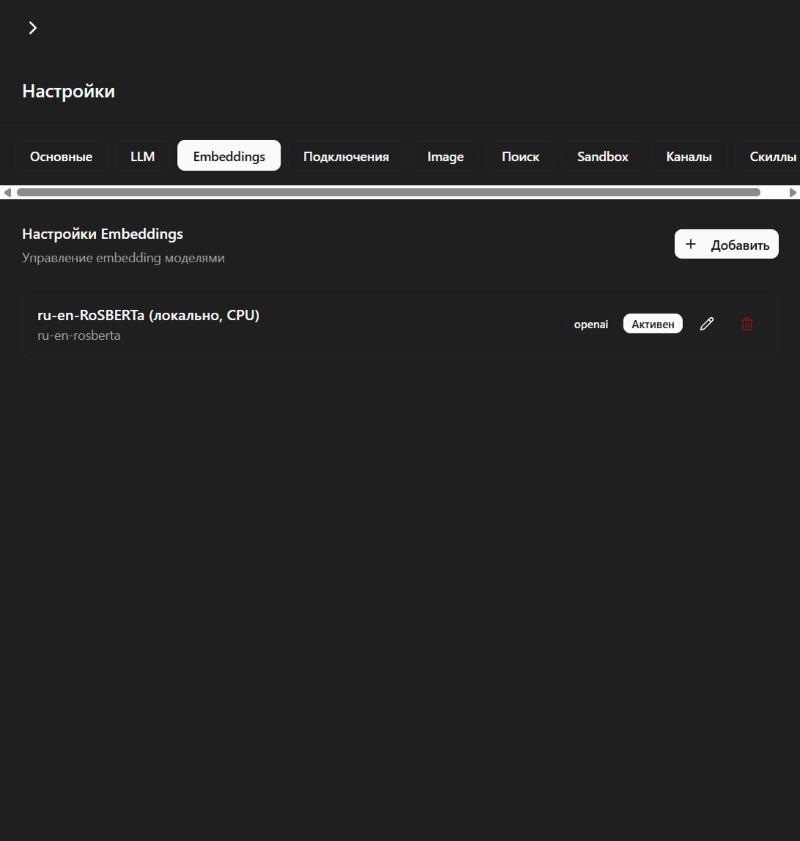 Настройки
Основные LLM Embeddings Подключения Image Поиск Sandbox Каналы Скиллы
Настройки Embeddings
Добавить
Управление embedding моделями
ru-en-RoSBERTa (локально, CPU)
openai Активен
ru-en-rosberta